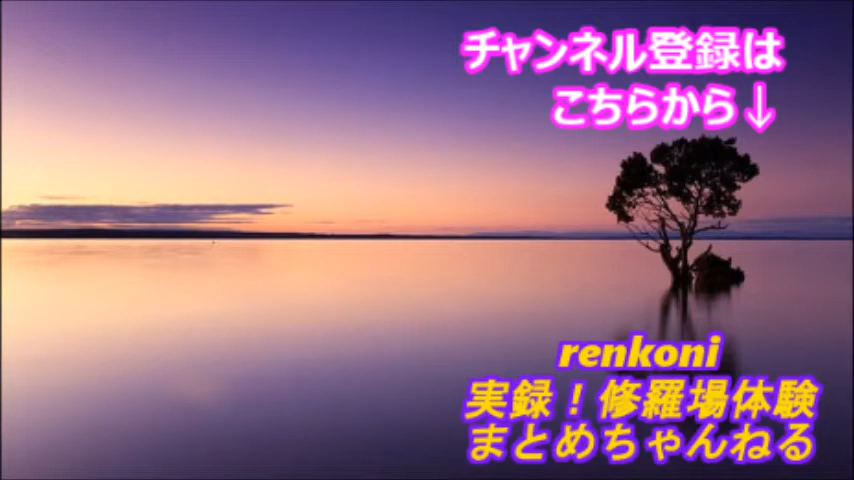 チャンネル登録は
こちらから↓
renkoni
実録！修羅場体験
まとめちゃんねる